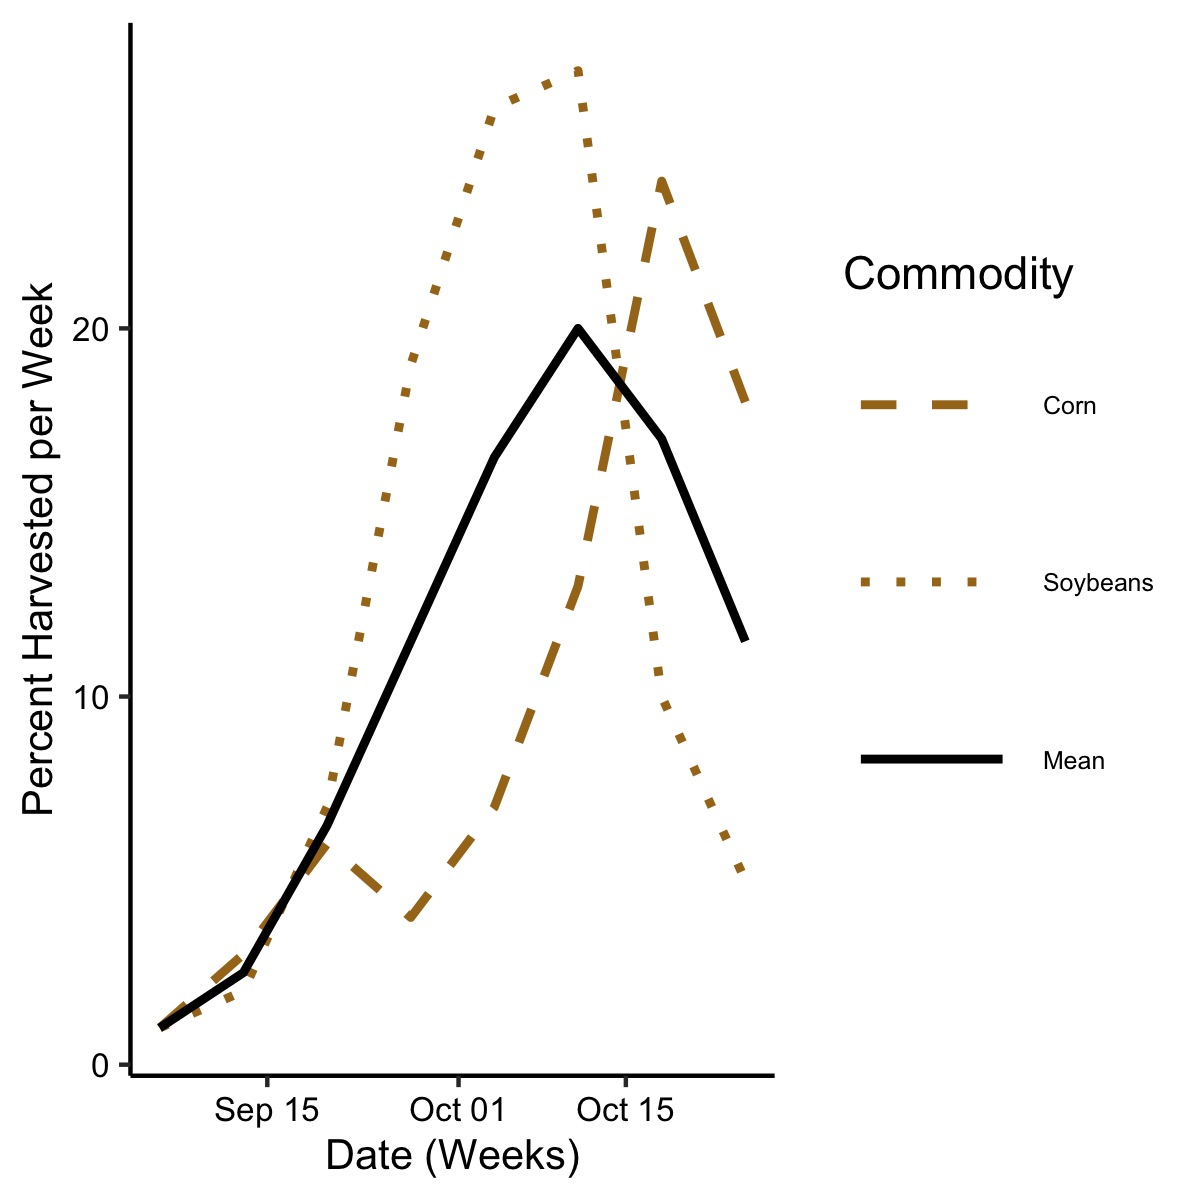 Percent Harvested per Week
20
10
0
Sep 15
Oct 01
Oct 15
Date (Weeks)
Commodity
Corn
Soybeans
Mean